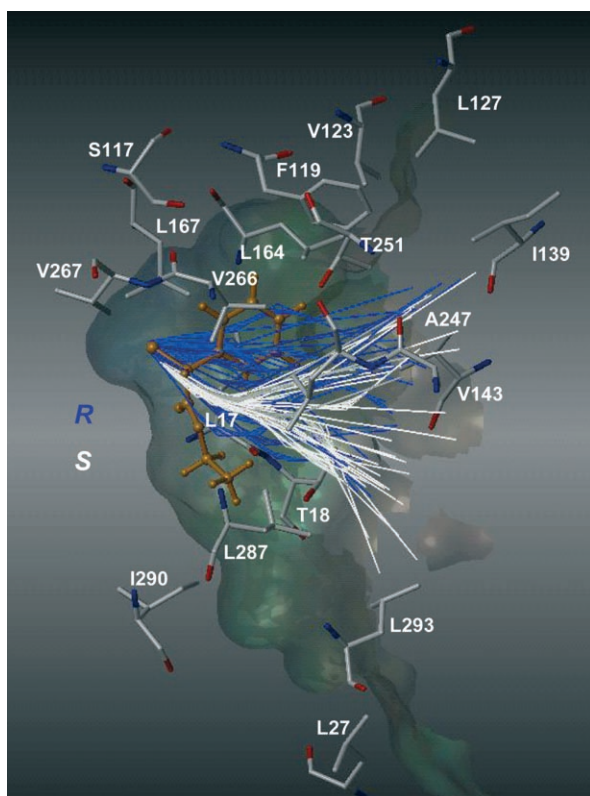 L127
V123
S117
F119
L167
L164
T251
I139
V267
V266
A247
V143
R
L17
S
T18
L287
I290
L293
L27